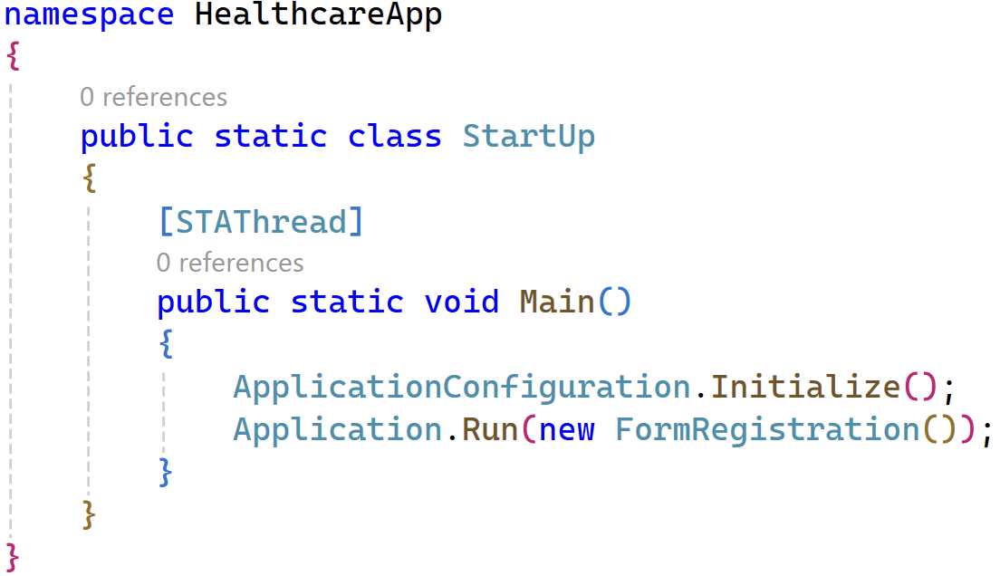 namespace HealthcareApp
{
0 references
public static class StartUp
{
[STAThread]
0 references
public static void Main()
{
ApplicationConfiguration.Initialize();
Application.Run(new FormRegistration());
}
}
}